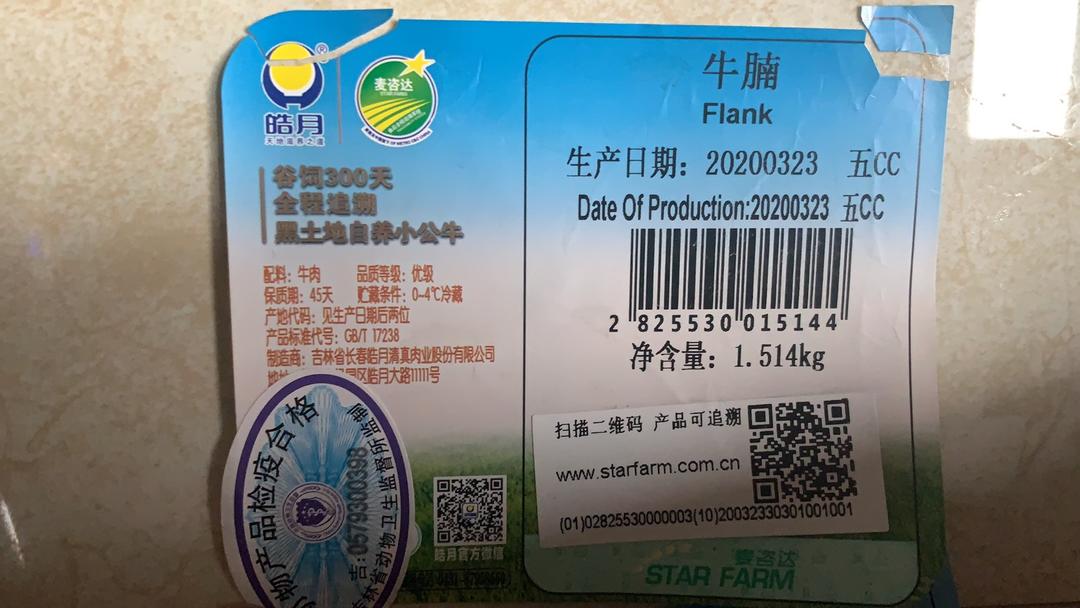 皓月
天地滋养之道
麦咨达
STAR FARM
谷饲300天
全程追溯
黑土地自养小公牛
配料：牛肉 品质等级：优级
保质期：45天 贮藏条件：0~4℃冷藏
产地代码：见生产日期后两位
产品标准代号：GB/T 17238
制造商：吉林省长春皓月清真肉业股份有限公司
区皓月大路11111号
物产品检疫合格
吉：0579300398
吉林省动物卫生监督所监制
皓月官方微信
牛腩
Flank
生产日期：20200323 五CC
Date Of Production:20200323 五CC
2 825530 015144
净含量：1.514kg
扫描二维码 产品可追溯
www.starfarm.com.cn
(01)02825530000003(10)20032330301001001
麦咨达
STAR FARM